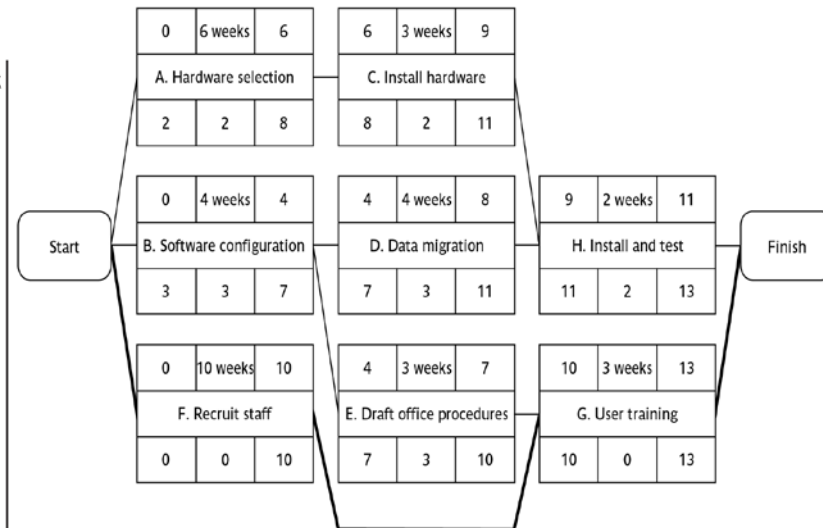 0 6 weeks 6
A. Hardware selection
2 2 8
6 3 weeks 9
C. Install hardware
8 2 11
Start
0 4 weeks 4
B. Software configuration
3 3 7
4 4 weeks 8
D. Data migration
7 3 11
9 2 weeks 11
H. Install and test
11 2 13
Finish
0 10 weeks 10
F. Recruit staff
0 0 10
4 3 weeks 7
E. Draft office procedures
7 3 10
10 3 weeks 13
G. User training
10 0 13